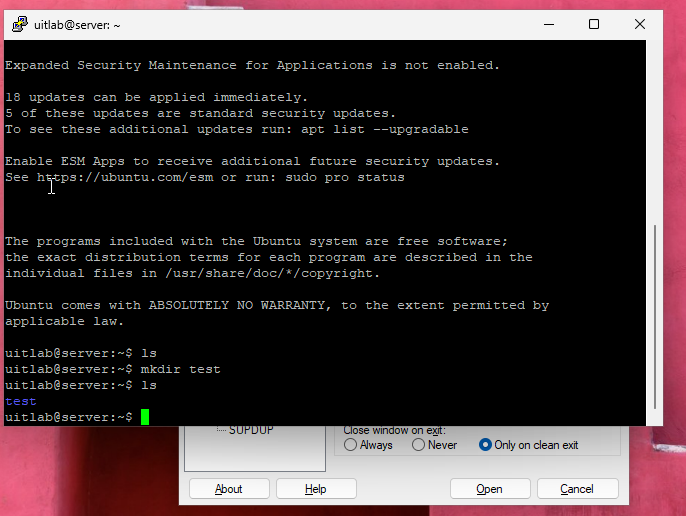 uitlab@server: ~
Expanded Security Maintenance for Applications is not enabled.
18 updates can be applied immediately.
5 of these updates are standard security updates.
To see these additional updates run: apt list --upgradable
Enable ESM Apps to receive additional future security updates.
See https://ubuntu.com/esm or run: sudo pro status
The programs included with the Ubuntu system are free software;
the exact distribution terms for each program are described in the
individual files in /usr/share/doc/*/copyright.
Ubuntu comes with ABSOLUTELY NO WARRANTY, to the extent permitted by
applicable law.
uitlab@server:~$ ls
uitlab@server:~$ mkdir test
uitlab@server:~$ ls
test
uitlab@server:~$
SUPDUP
Close window on exit:
Always Never Only on clean exit
About Help Open Cancel